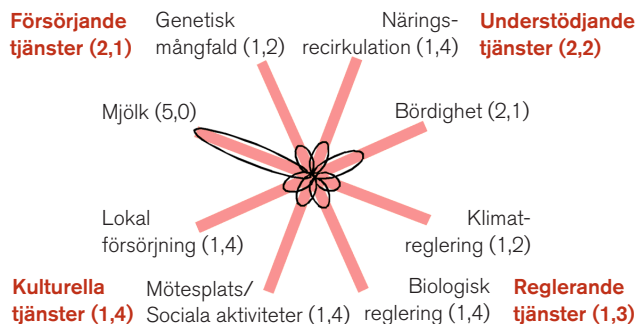 Försörjande
tjänster (2,1)
Genetisk
mångfald (1,2)
Närings-
recirkulation (1,4)
Understödjande
tjänster (2,2)
Mjölk (5,0)
Bördighet (2,1)
Lokal
försörjning (1,4)
Klimat-
reglering (1,2)
Kulturella
tjänster (1,4)
Mötesplats/
Sociala aktiviteter (1,4)
Biologisk
reglering (1,4)
Reglerande
tjänster (1,3)